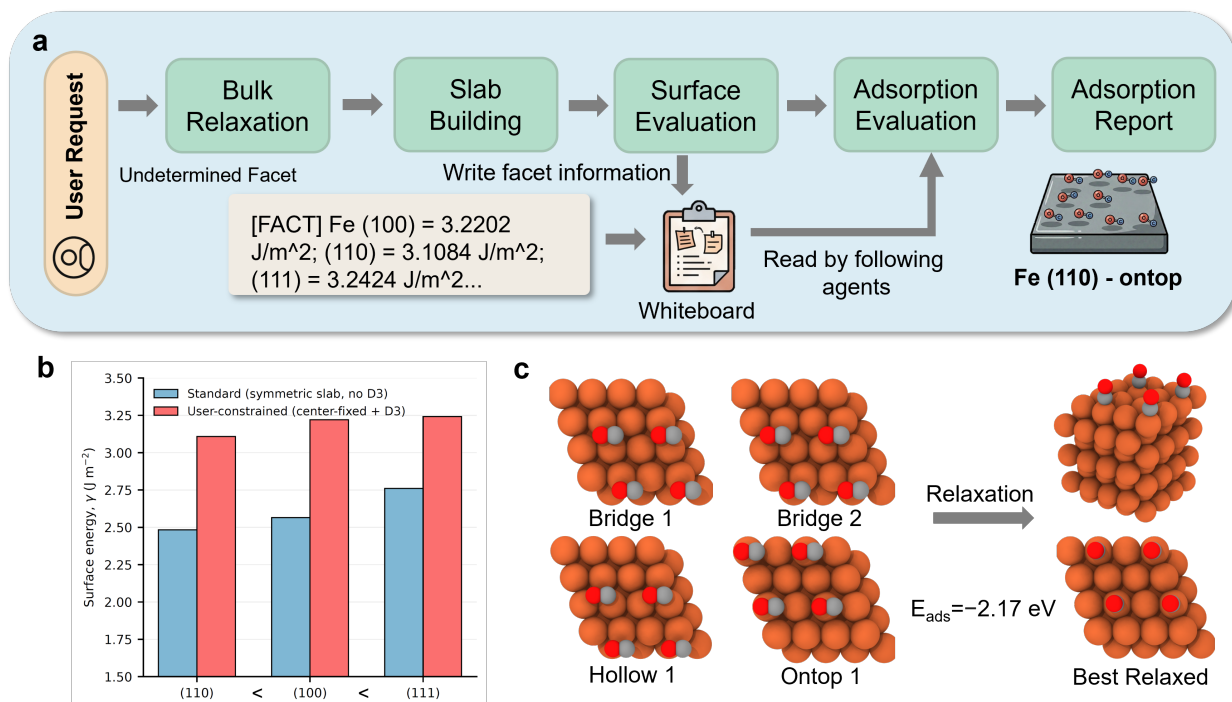 a
User Request
Bulk
Relaxation
Slab
Building
Surface
Evaluation
Adsorption
Evaluation
Adsorption
Report
Undetermined Facet
Write facet information
[FACT] Fe (100) = 3.2202
J/m^2; (110) = 3.1084 J/m^2;
(111) = 3.2424 J/m^2...
Whiteboard
Read by following
agents
Fe (110) - ontop
b
Surface energy, γ (J m⁻²)
3.50
3.25
3.00
2.75
2.50
2.25
2.00
1.75
1.50
Standard (symmetric slab, no D3)
User-constrained (center-fixed + D3)
(110) < (100) < (111)
c
Bridge 1
Bridge 2
Hollow 1
Ontop 1
Relaxation
E_ads=−2.17 eV
Best Relaxed